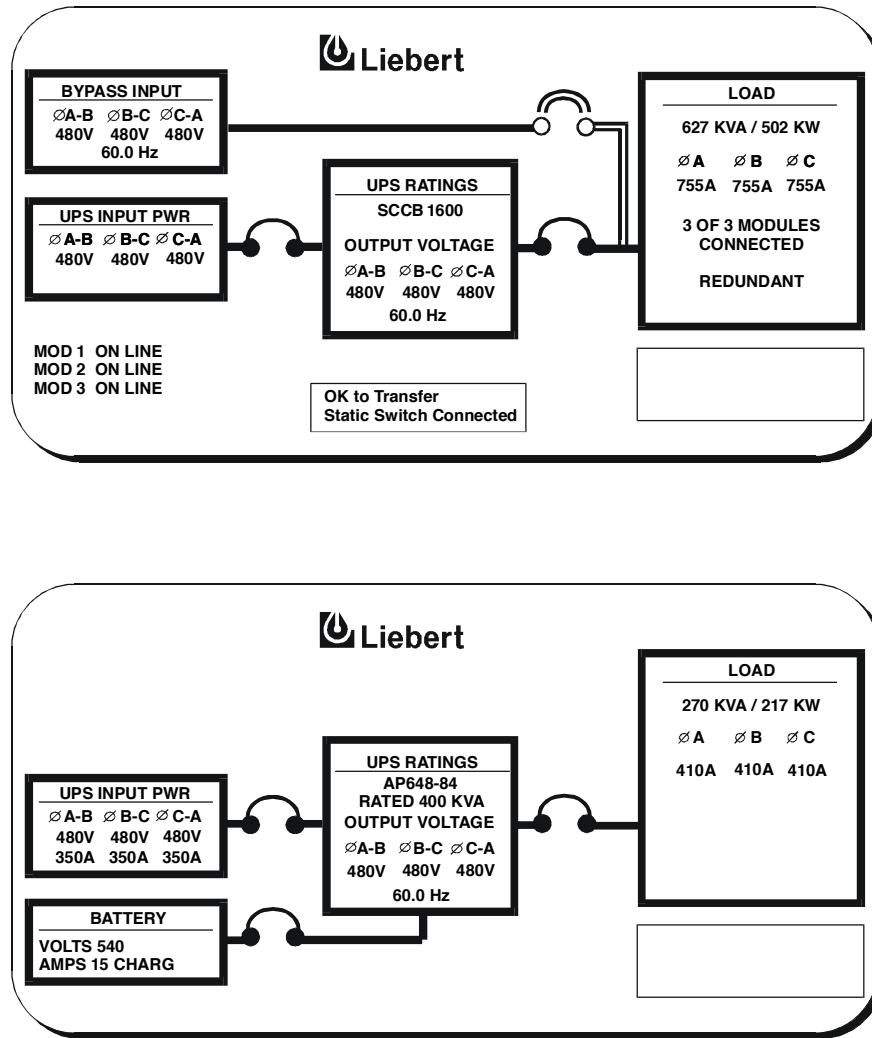 Liebert
BYPASS INPUT
∅A-B ∅B-C ∅C-A
480V 480V 480V
60.0 Hz
UPS INPUT PWR
∅A-B ∅B-C ∅C-A
480V 480V 480V
UPS RATINGS
SCCB 1600
OUTPUT VOLTAGE
∅A-B ∅B-C ∅C-A
480V 480V 480V
60.0 Hz
LOAD
627 KVA / 502 KW
∅A ∅B ∅C
755A 755A 755A
3 OF 3 MODULES
CONNECTED
REDUNDANT
MOD 1 ON LINE
MOD 2 ON LINE
MOD 3 ON LINE
OK to Transfer
Static Switch Connected
Liebert
UPS INPUT PWR
∅A-B ∅B-C ∅C-A
480V 480V 480V
350A 350A 350A
BATTERY
VOLTS 540
AMPS 15 CHARG
UPS RATINGS
AP648-84
RATED 400 KVA
OUTPUT VOLTAGE
∅A-B ∅B-C ∅C-A
480V 480V 480V
60.0 Hz
LOAD
270 KVA / 217 KW
∅A ∅B ∅C
410A 410A 410A